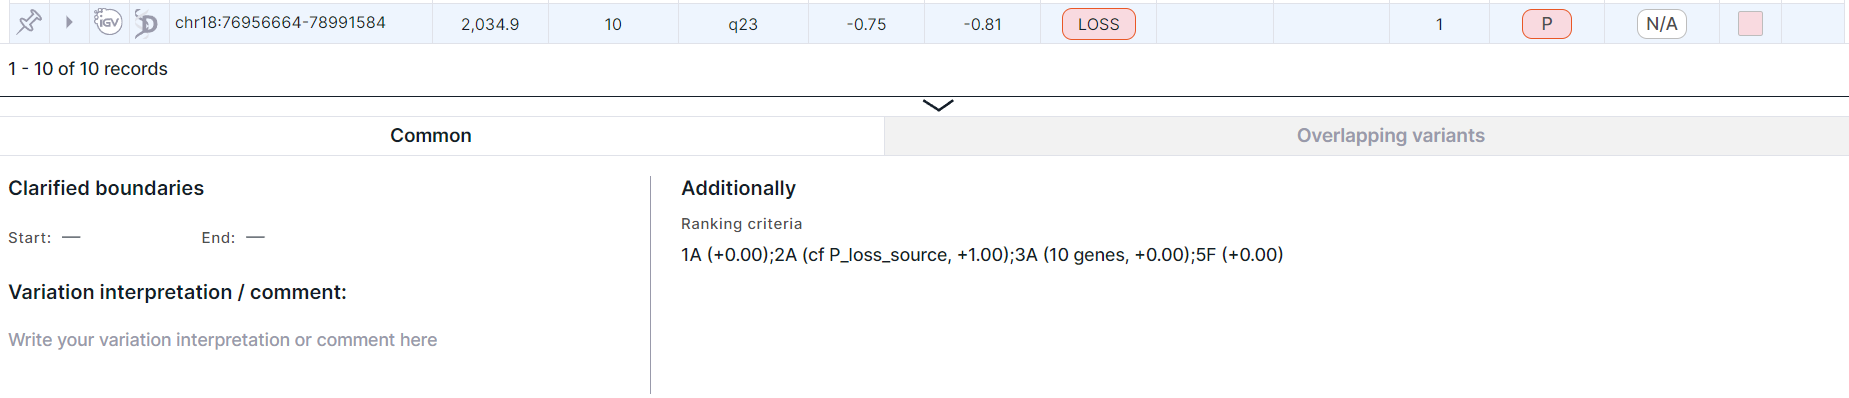 IGV chr18:76956664-78991584 2,034.9 10 q23 -0.75 -0.81 LOSS 1 P N/A
1 - 10 of 10 records
Common Overlapping variants
Clarified boundaries Additionally
Ranking criteria
Start: — End: —
1A (+0.00);2A (cf P_loss_source, +1.00);3A (10 genes, +0.00);5F (+0.00)
Variation interpretation / comment:
Write your variation interpretation or comment here